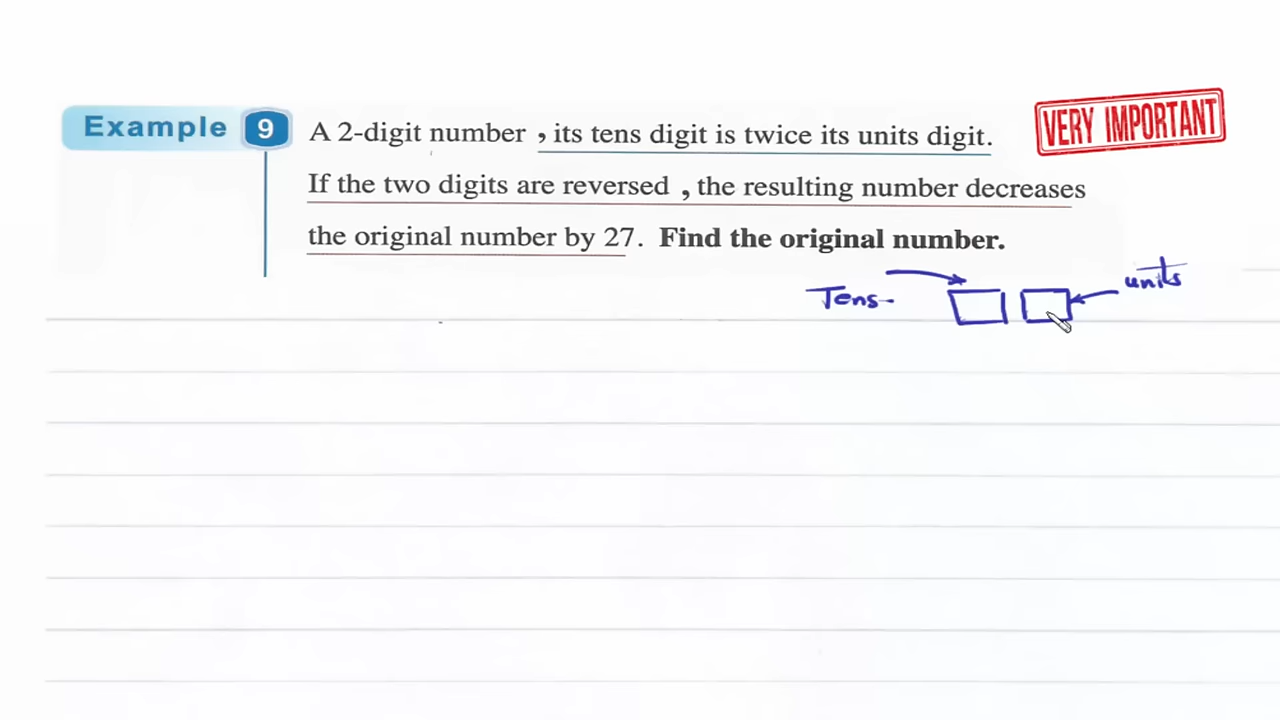 Example 9 A 2-digit number , its tens digit is twice its units digit.
VERY IMPORTANT
If the two digits are reversed , the resulting number decreases
the original number by 27. Find the original number.
Tens units